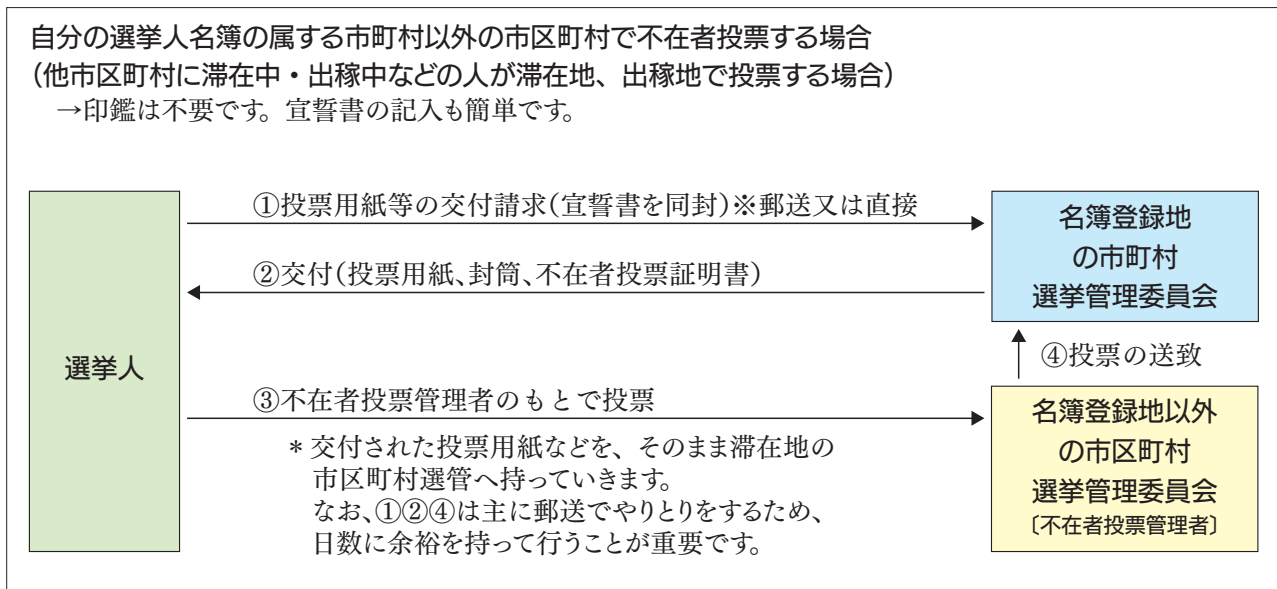 自分の選挙人名簿の属する市町村以外の市区町村で不在者投票する場合
（他市区町村に滞在中・出稼中などの人が滞在地、出稼地で投票する場合）
→印鑑は不要です。宣誓書の記入も簡単です。
選挙人
①投票用紙等の交付請求（宣誓書を同封）※郵送又は直接
②交付（投票用紙、封筒、不在者投票証明書）
名簿登録地
の市町村
選挙管理委員会
④投票の送致
③不在者投票管理者のもとで投票
＊交付された投票用紙などを、そのまま滞在地の
市区町村選管へ持っていきます。
なお、①②④は主に郵送でやりとりをするため、
日数に余裕を持って行うことが重要です。
名簿登録地以外
の市区町村
選挙管理委員会
〔不在者投票管理者〕